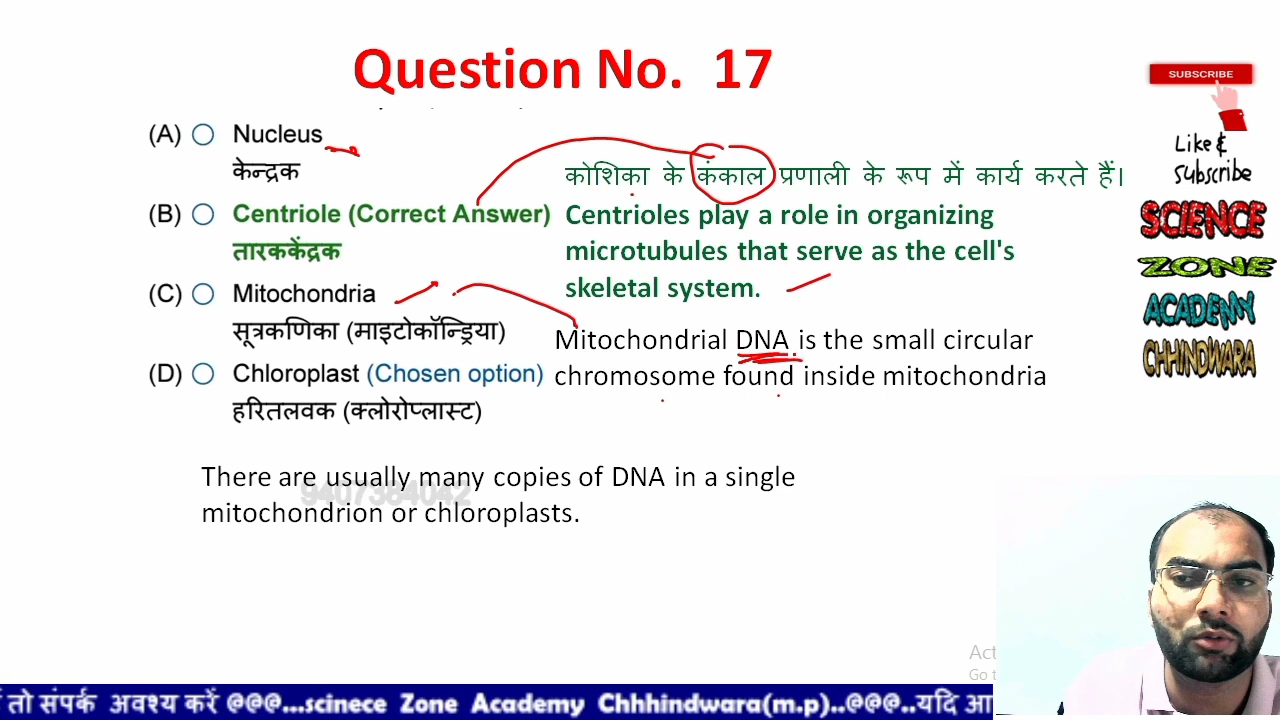 Question No. 17
(A) Nucleus
केन्द्रक
कोशिका के कंकाल प्रणाली के रूप में कार्य करते हैं।
(B) Centriole (Correct Answer)
तारककेंद्रक
Centrioles play a role in organizing
microtubules that serve as the cell's
skeletal system.
(C) Mitochondria
सूत्रकणिका (माइटोकॉन्ड्रिया)
Mitochondrial DNA is the small circular
chromosome found inside mitochondria
(D) Chloroplast (Chosen option)
हरितलवक (क्लोरोप्लास्ट)
There are usually many copies of DNA in a single
mitochondrion or chloroplasts.
9407384042
SUBSCRIBE
Like &
Subscribe
SCIENCE
ZONE
ACADEMY
CHHINDWARA
Act
Go t
तो संपर्क अवश्य करें @@@...scinece Zone Academy Chhhindwara(m.p)..@@@..यदि आ